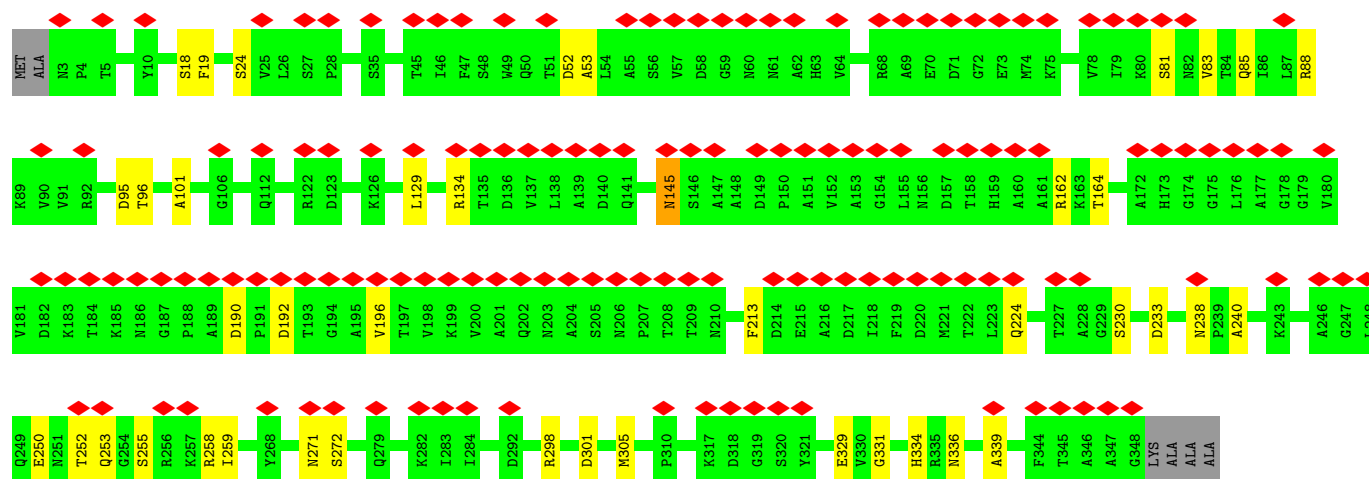 MET ALA N3 P4 T5 Y10 S18 F19 S24 V25 L26 S27 P28 S35 T45 I46 F47 S48 W49 Q50 T51 D52 A53 L54 A55 S56 V57 D58 G59 N60 N61 A62 H63 V64 R68 A69 E70 D71 G72 E73 M74 K75 V78 I79 K80 S81 N82 V83 T84 Q85 I86 L87 R88
K89 V90 V91 R92 D95 T96 A101 G106 Q112 R122 D123 K126 L129 R134 T135 D136 V137 L138 A139 D140 Q141 N145 S146 A147 A148 D149 P150 A151 V152 A153 G154 L155 N156 D157 T158 H159 A160 A161 R162 K163 T164 A172 H173 G174 G175 L176 A177 G178 G179 V180
V181 D182 K183 T184 K185 N186 G187 P188 A189 D190 P191 D192 T193 G194 A195 V196 T197 V198 K199 V200 A201 Q202 N203 A204 S205 N206 P207 T208 T209 N210 F213 D214 E215 A216 D217 I218 F219 D220 M221 T222 L223 Q224 T227 A228 G229 S230 D233 N238 P239 A240 K243 A246 G247
Q249 E250 N251 T252 Q253 G254 S255 R256 K257 R258 I259 Y268 N271 S272 Q279 K282 I283 I284 D292 R298 D301 M305 P310 K317 D318 G319 S320 Y321 E329 V330 G331 H334 R335 N336 A339 F344 T345 A346 A347 G348 LYS ALA ALA ALA